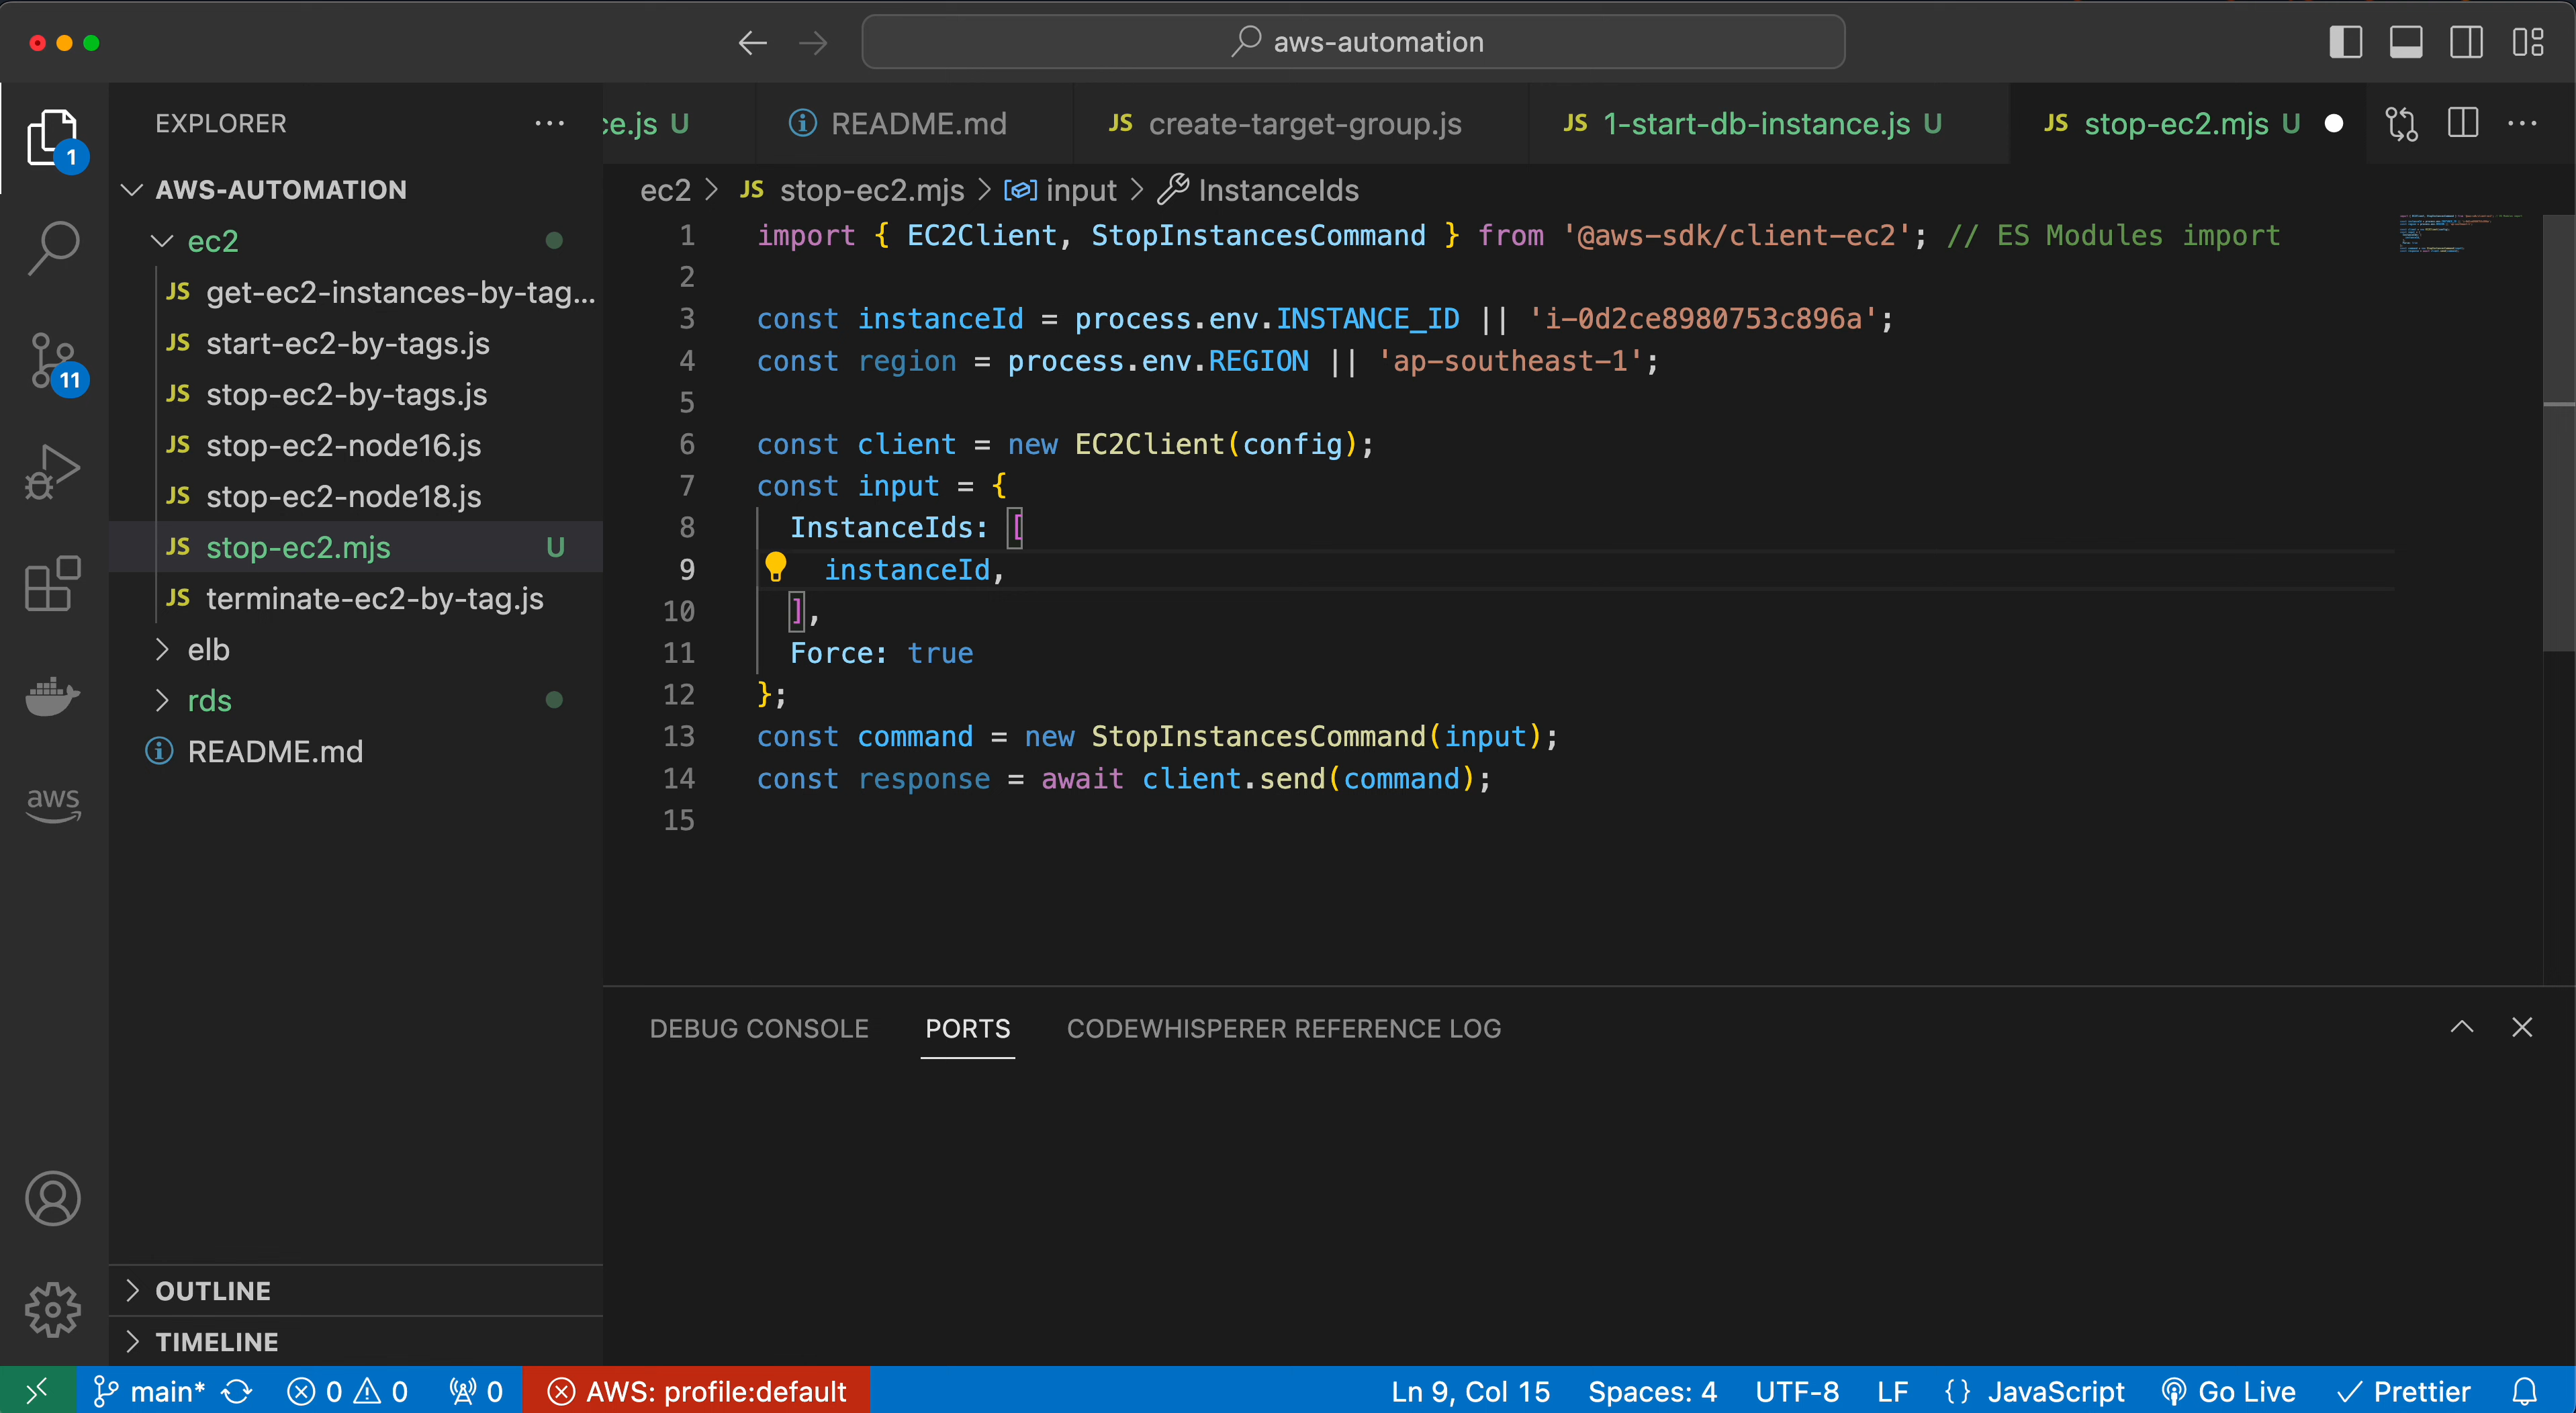 aws-automation
EXPLORER
ce.js U
README.md
JS create-target-group.js
JS 1-start-db-instance.js U
JS stop-ec2.mjs U
1
AWS-AUTOMATION
ec2 > JS stop-ec2.mjs > input > InstanceIds
ec2
JS get-ec2-instances-by-tag...
JS start-ec2-by-tags.js
JS stop-ec2-by-tags.js
JS stop-ec2-node16.js
JS stop-ec2-node18.js
JS stop-ec2.mjs U
JS terminate-ec2-by-tag.js
elb
rds
README.md
11
aws
1 import { EC2Client, StopInstancesCommand } from '@aws-sdk/client-ec2'; // ES Modules import
2
3 const instanceId = process.env.INSTANCE_ID || 'i-0d2ce8980753c896a';
4 const region = process.env.REGION || 'ap-southeast-1';
5
6 const client = new EC2Client(config);
7 const input = {
8 InstanceIds: [
9 instanceId,
10 ],
11 Force: true
12 };
13 const command = new StopInstancesCommand(input);
14 const response = await client.send(command);
15
DEBUG CONSOLE PORTS CODEWHISPERER REFERENCE LOG
OUTLINE
TIMELINE
main* 0 0 0 AWS: profile:default Ln 9, Col 15 Spaces: 4 UTF-8 LF {} JavaScript Go Live Prettier